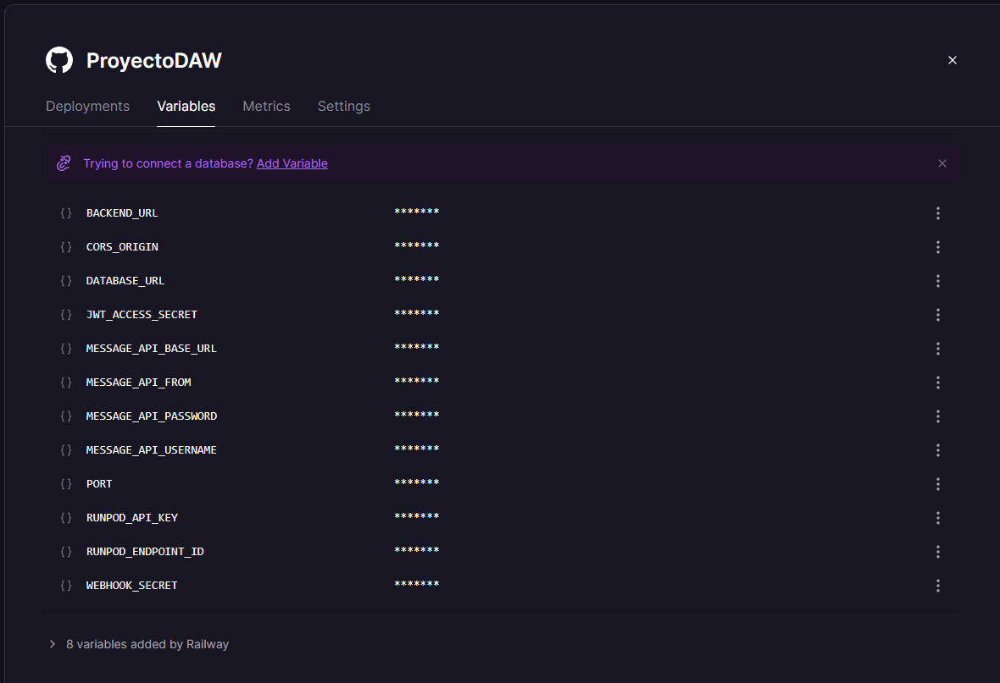 ProyectoDAW
Deployments Variables Metrics Settings
Trying to connect a database? Add Variable
{} BACKEND_URL *******
{} CORS_ORIGIN *******
{} DATABASE_URL *******
{} JWT_ACCESS_SECRET *******
{} MESSAGE_API_BASE_URL *******
{} MESSAGE_API_FROM *******
{} MESSAGE_API_PASSWORD *******
{} MESSAGE_API_USERNAME *******
{} PORT *******
{} RUNPOD_API_KEY *******
{} RUNPOD_ENDPOINT_ID *******
{} WEBHOOK_SECRET *******
8 variables added by Railway